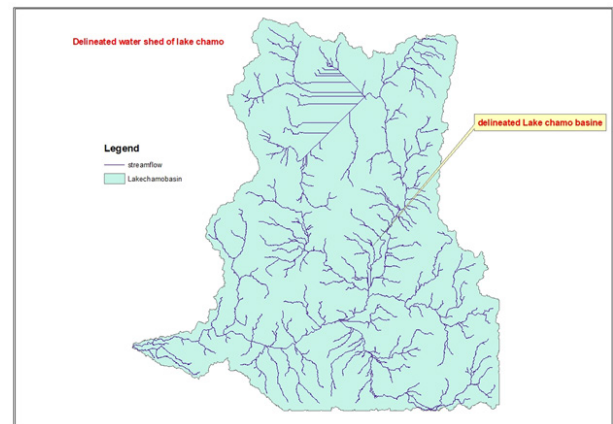 Delineated water shed of lake chamo
delineated Lake chamo basine
Legend
streamflow
Lakechamobasin